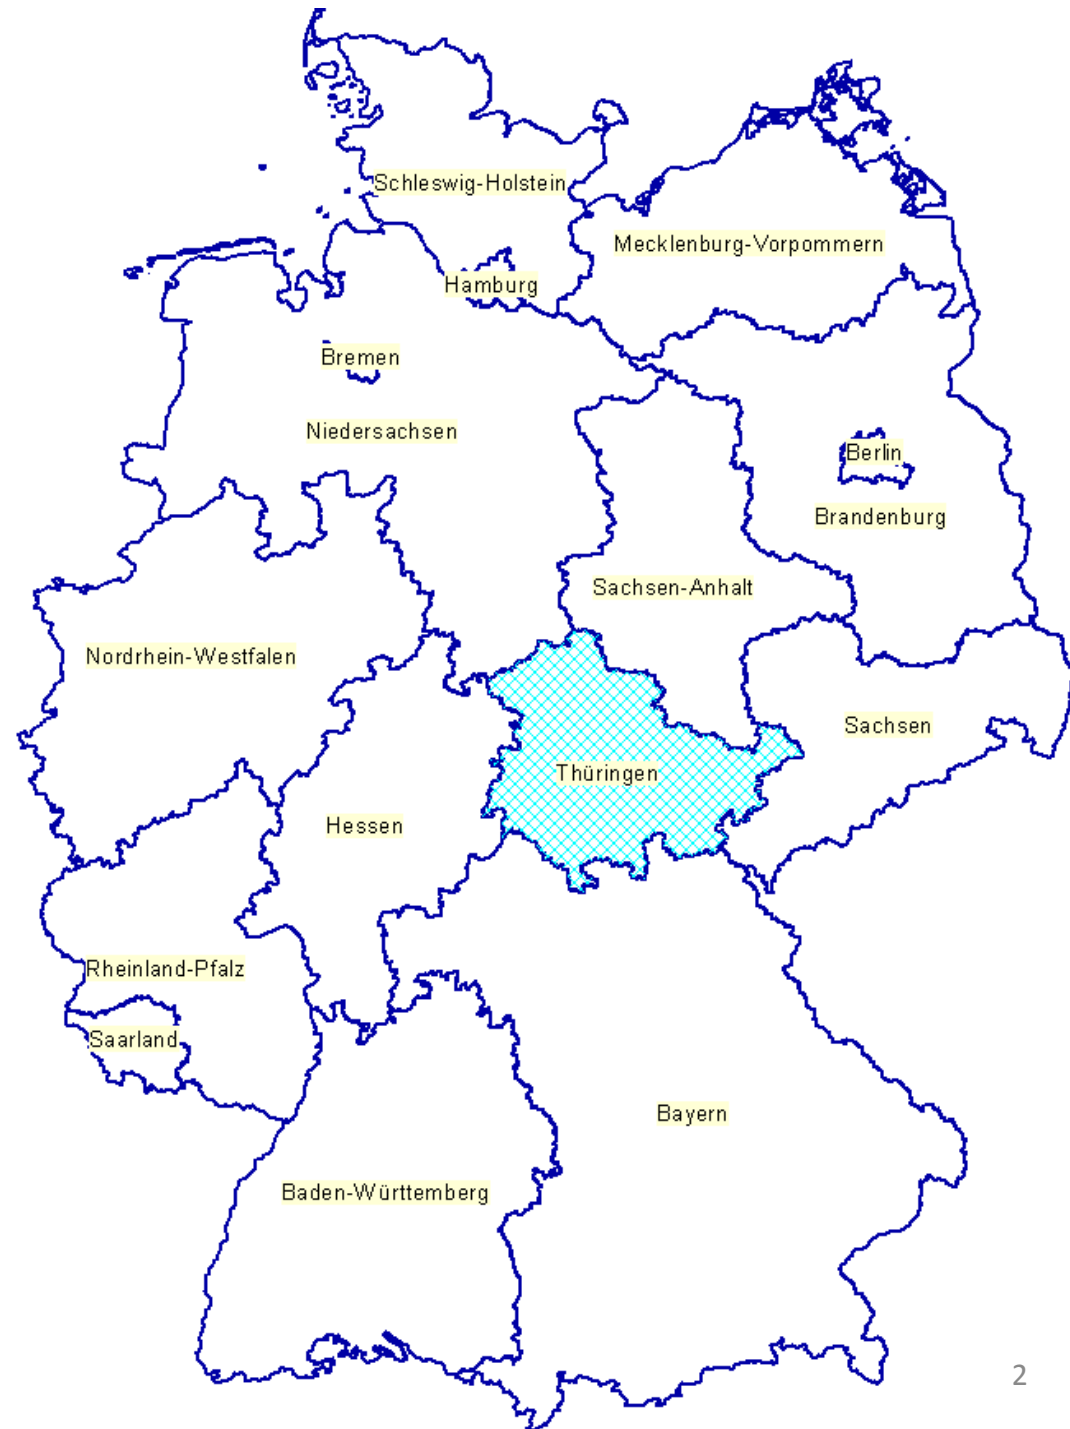 Schleswig-Holstein
Mecklenburg-Vorpommern
Hamburg
Bremen
Niedersachsen
Berlin
Brandenburg
Sachsen-Anhalt
Nordrhein-Westfalen
Sachsen
Thüringen
Hessen
Rheinland-Pfalz
Saarland
Bayern
Baden-Württemberg
2